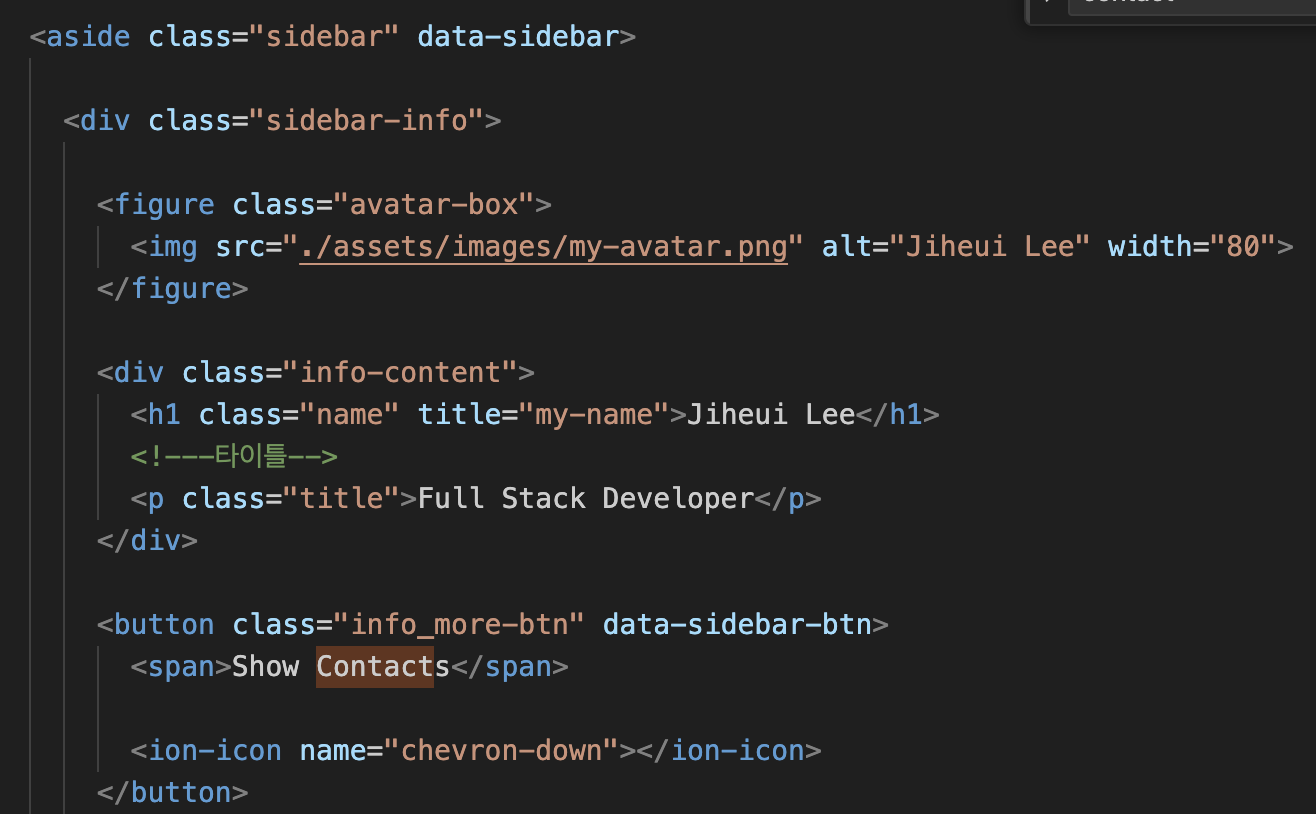 <aside class="sidebar" data-sidebar>
<div class="sidebar-info">
<figure class="avatar-box">
<img src="./assets/images/my-avatar.png" alt="Jiheui Lee" width="80">
</figure>
<div class="info-content">
<h1 class="name" title="my-name">Jiheui Lee</h1>
<!---타이틀-->
<p class="title">Full Stack Developer</p>
</div>
<button class="info_more-btn" data-sidebar-btn>
<span>Show Contacts</span>
<ion-icon name="chevron-down"></ion-icon>
</button>